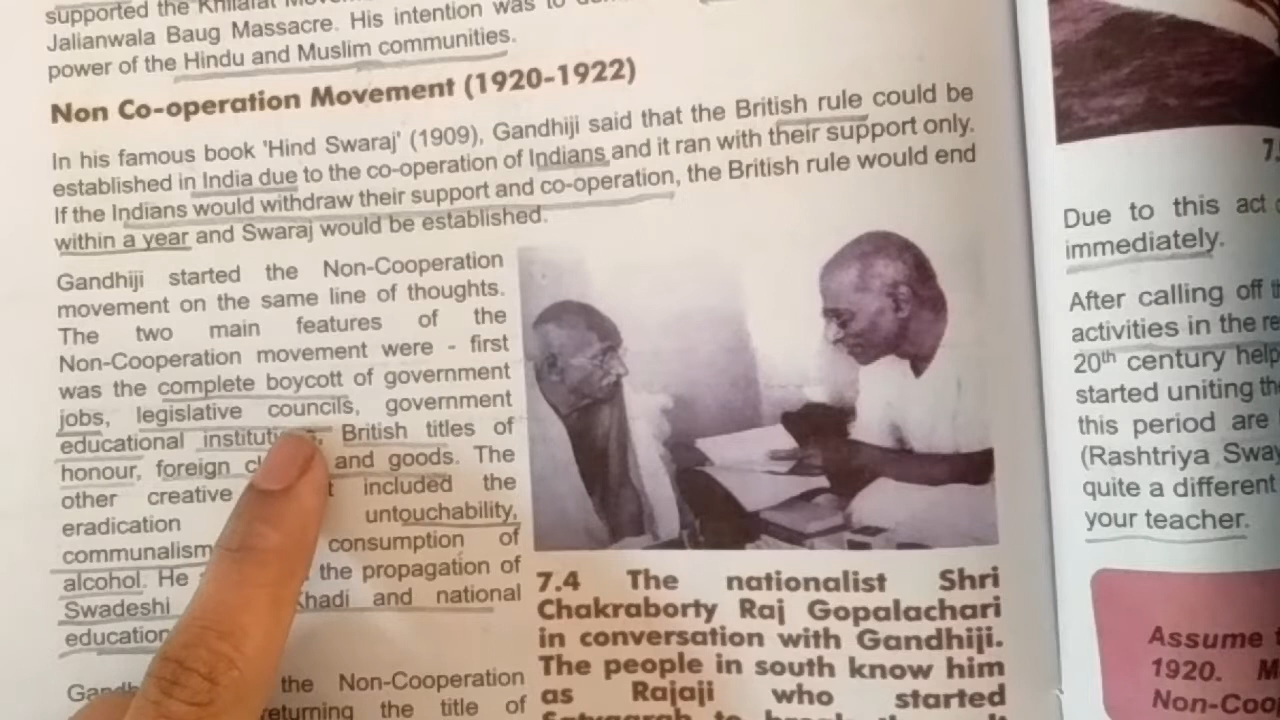 supported the Khilafat
Jalianwala Baug Massacre. His intention was to
power of the Hindu and Muslim communities.
Non Co-operation Movement (1920-1922)
In his famous book 'Hind Swaraj' (1909), Gandhiji said that the British rule could be
established in India due to the co-operation of Indians and it ran with their support only.
If the Indians would withdraw their support and co-operation, the British rule would end
within a year and Swaraj would be established.
Gandhiji started the Non-Cooperation
movement on the same line of thoughts.
The two main features of the
Non-Cooperation movement were - first
was the complete boycott of government
jobs, legislative councils, government
educational British titles of
honour, foreign and goods. The
other creative included the
eradication untouchability,
communalism consumption of
alcohol. He the propagation of
Swadeshi Khadi and national
education
the Non-Cooperation
returning the title of
7.4 The nationalist Shri
Chakraborty Raj Gopalachari
in conversation with Gandhiji.
The people in south know him
as Rajaji who started
7.
Due to this act
immediately.
After calling off
activities in the
20th century help
started uniting
this period are
(Rashtriya
quite a different
your teacher.
Assume
1920.